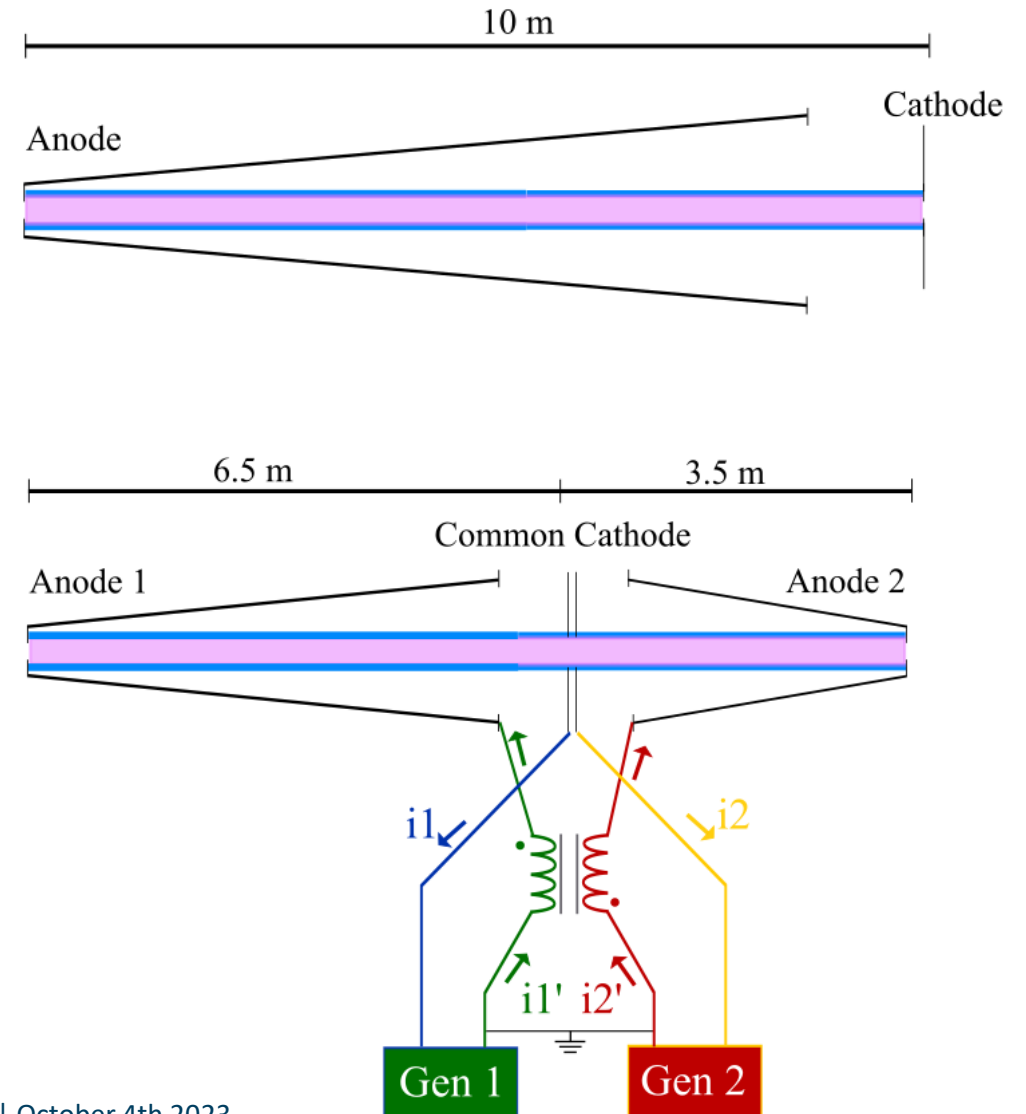 10 m
Cathode
Anode
6.5 m
3.5 m
Common Cathode
Anode 1
Anode 2
i1
i2
i1'
i2'
Gen 1
Gen 2
October 4th 2023